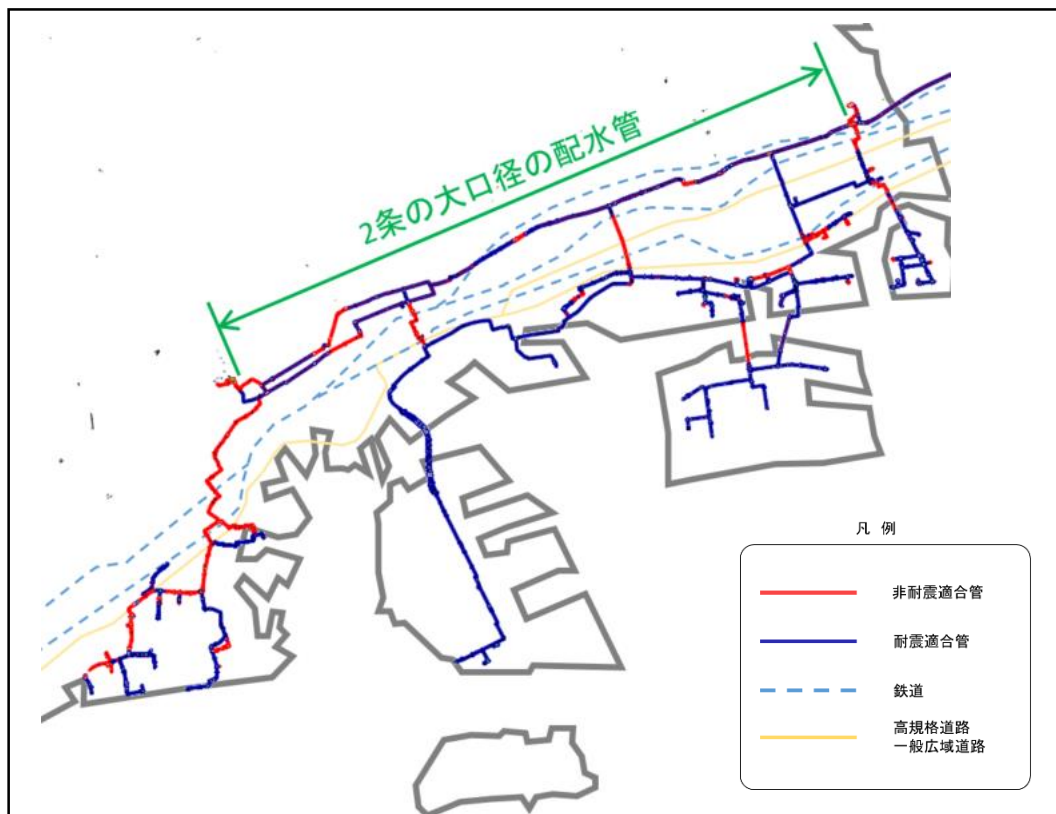 2条の大口径の配水管
凡 例
非耐震適合管
耐震適合管
鉄道
高規格道路
一般広域道路